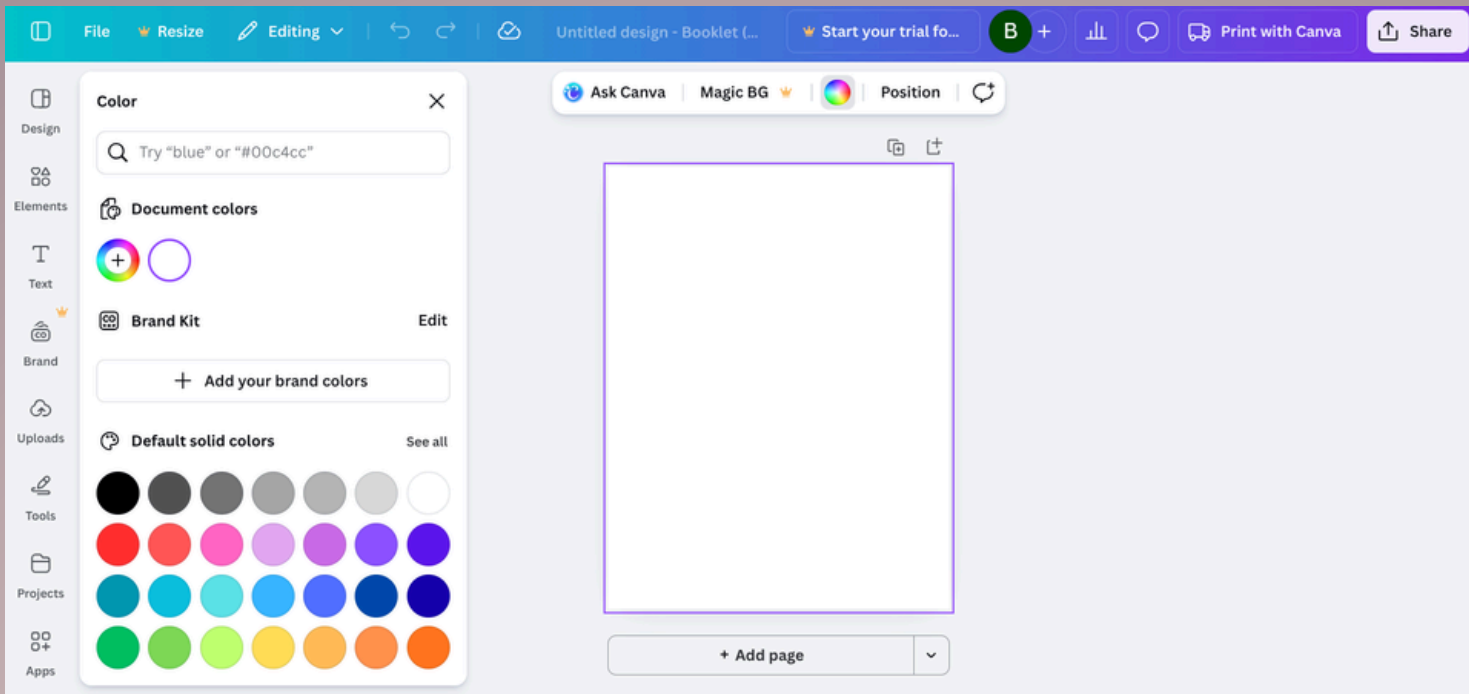 File
Resize
Editing
Untitled design - Booklet (...
Start your trial fo...
B
Print with Canva
Share
Design
Elements
Text
Brand
Uploads
Tools
Projects
Apps
Color
Try “blue” or “#00c4cc”
Document colors
CO
Brand Kit
Edit
Add your brand colors
Default solid colors
See all
Ask Canva
Magic BG
Position
+ Add page